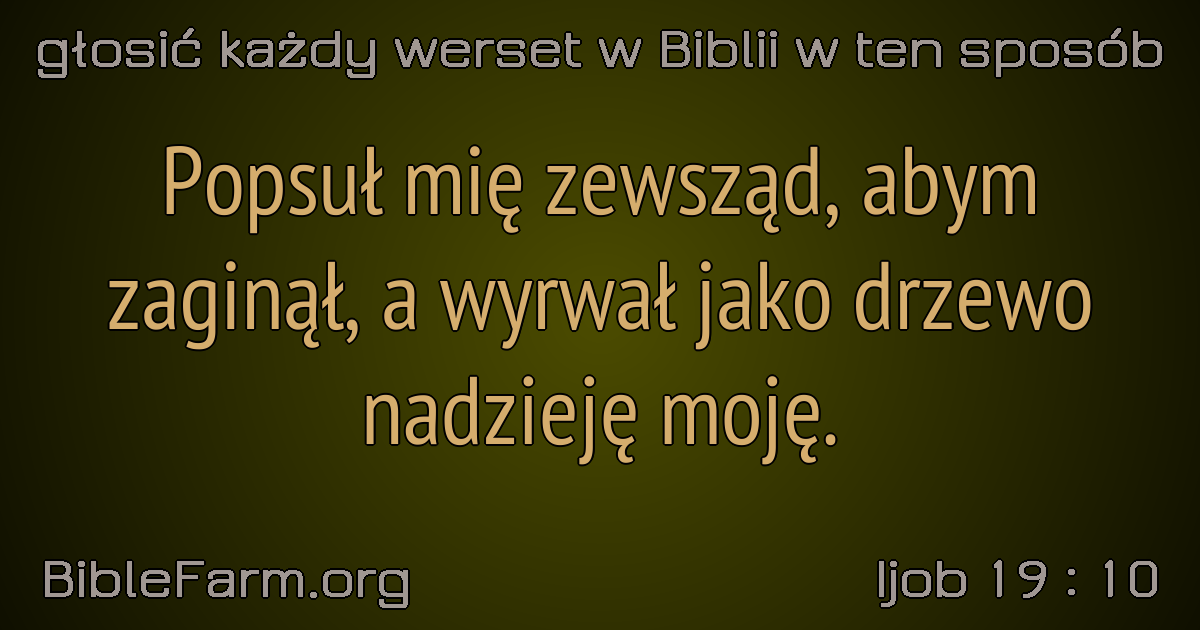 głosić każdy werset w Biblii w ten sposób
Popsuł mię zewsząd, abym
zaginął, a wyrwał jako drzewo
nadzieję moję.
BibleFarm.org
Ijob 19 : 10